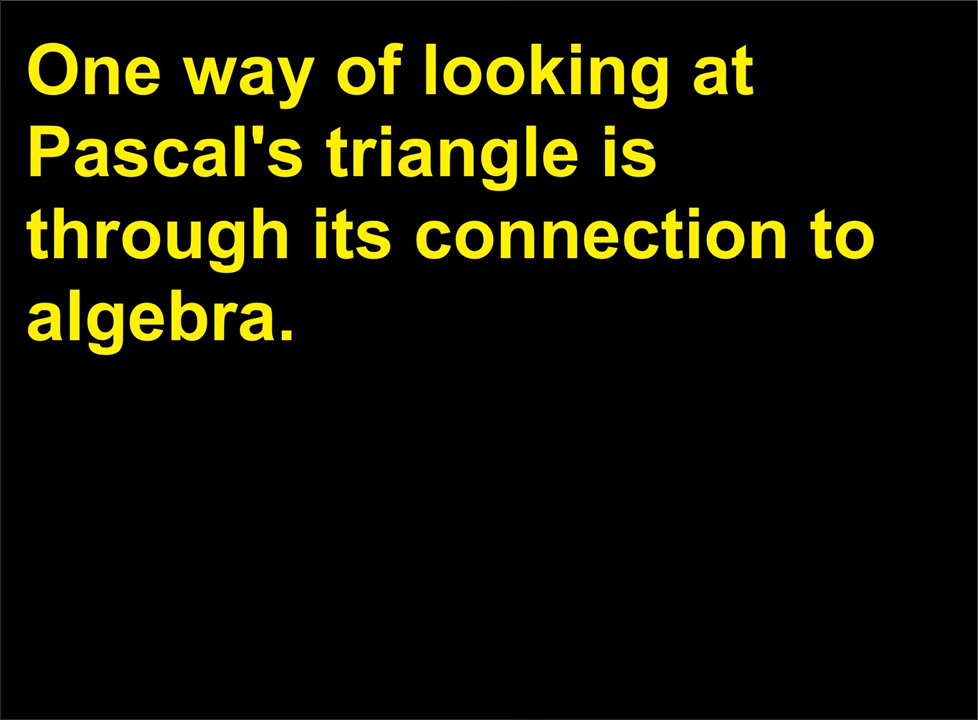 One way of looking at
Pascal's triangle is
through its connection to
algebra.